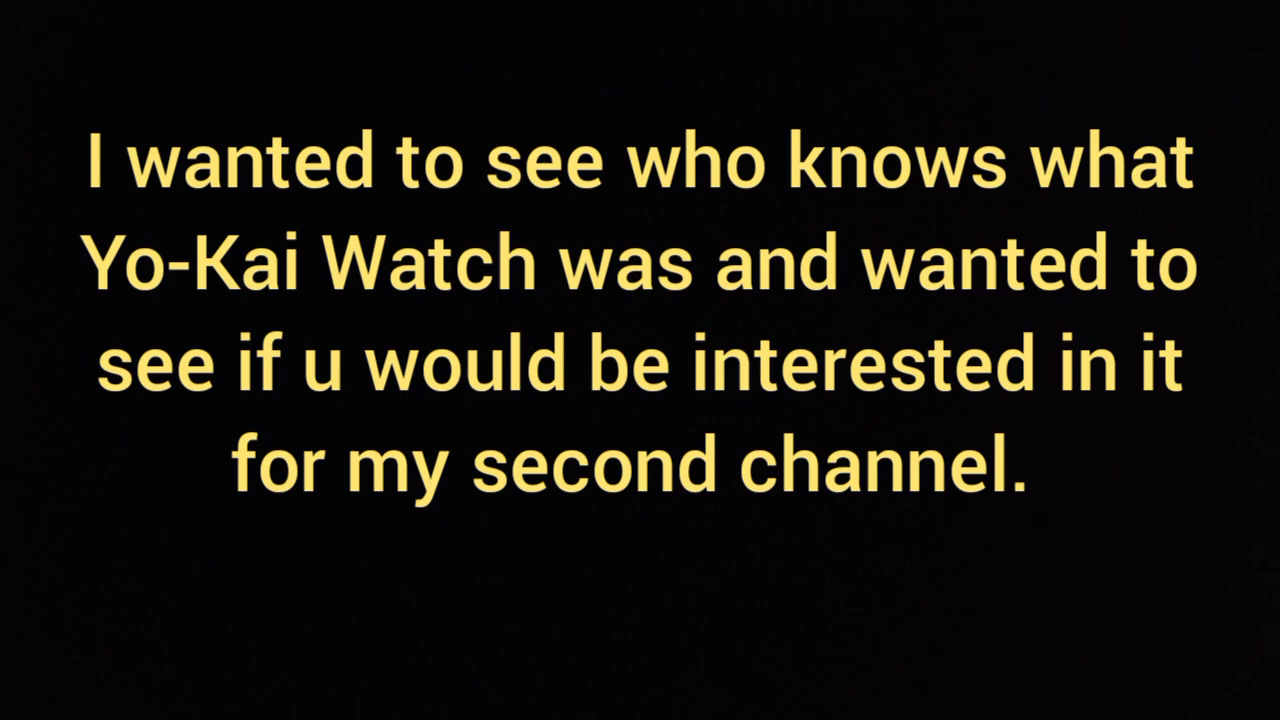 I wanted to see who knows what
Yo-Kai Watch was and wanted to
see if u would be interested in it
for my second channel.